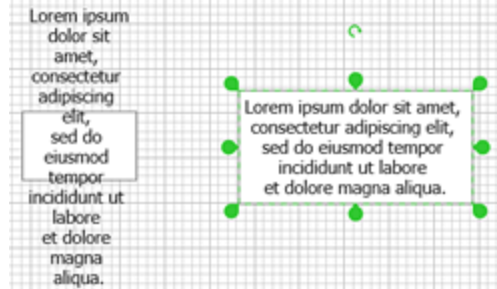 Lorem ipsum
dolor sit
amet,
consectetur
adipiscing
elit,
sed do
eiusmod
tempor
incididunt ut
labore
et dolore
magna
aliqua.
Lorem ipsum dolor sit amet,
consectetur adipiscing elit,
sed do eiusmod tempor
incididunt ut labore
et dolore magna aliqua.